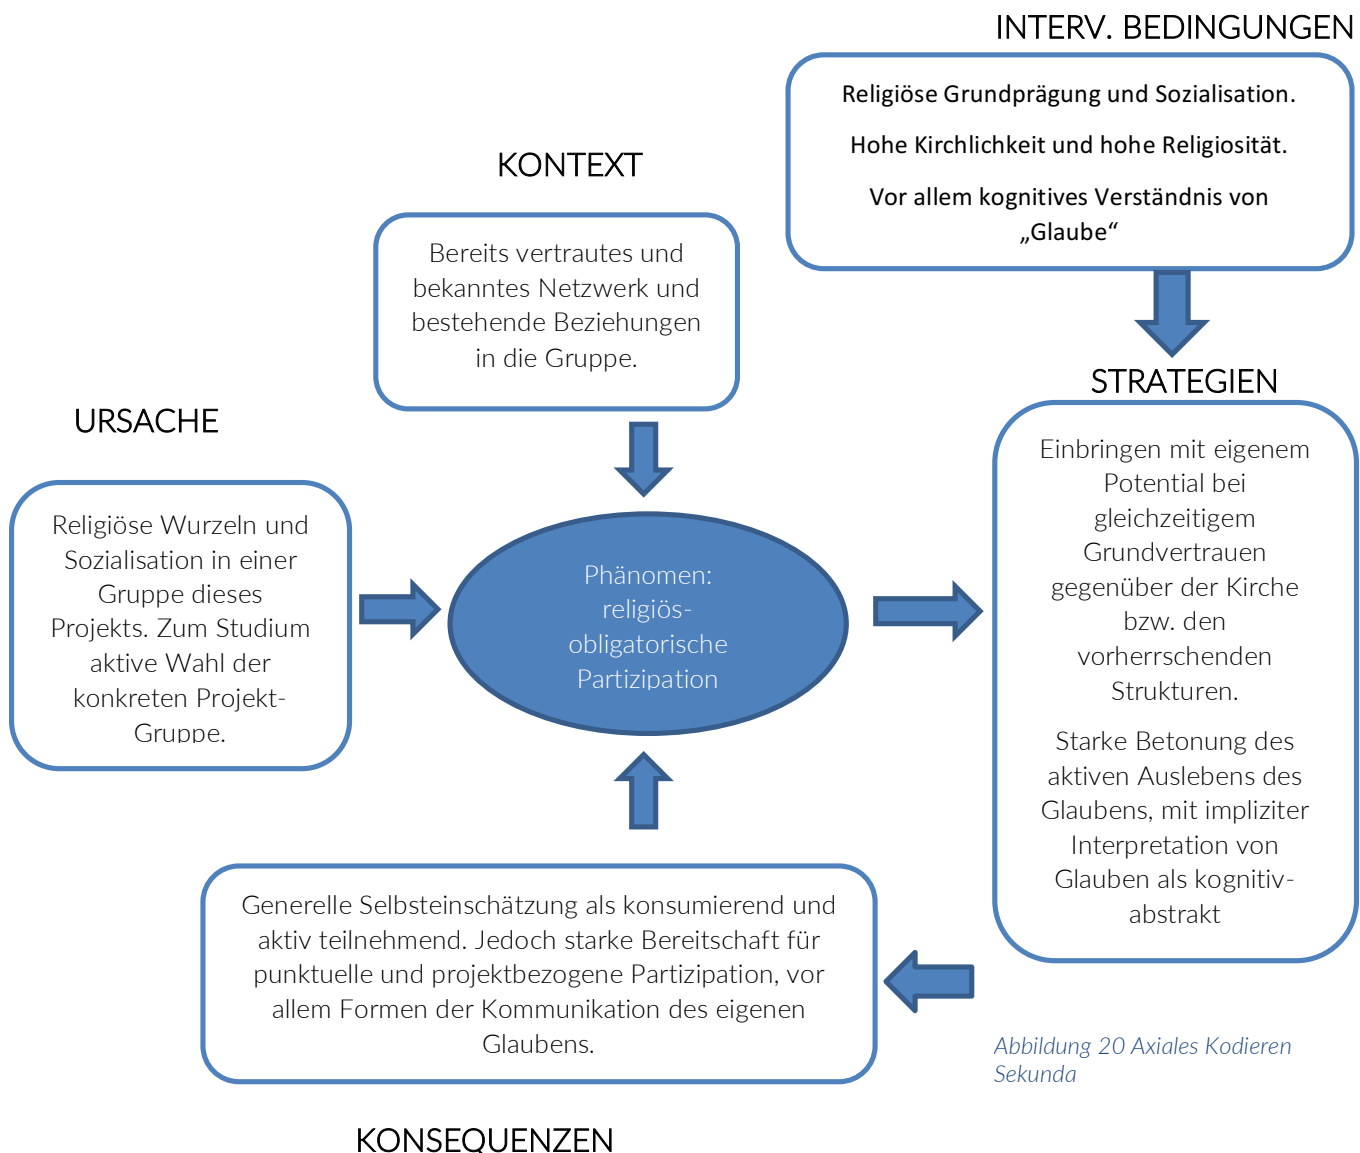 INTERV. BEDINGUNGEN
Religiöse Grundprägung und Sozialisation.
Hohe Kirchlichkeit und hohe Religiosität.
Vor allem kognitives Verständnis von
„Glaube“
KONTEXT
Bereits vertrautes und
bekanntes Netzwerk und
bestehende Beziehungen
in die Gruppe.
URSACHE
Religiöse Wurzeln und
Sozialisation in einer
Gruppe dieses
Projekts. Zum Studium
aktive Wahl der
konkreten Projekt-
Gruppe.
Phänomen:
religiös-
obligatorische
Partizipation
STRATEGIEN
Einbringen mit eigenem
Potential bei
gleichzeitigem
Grundvertrauen
gegenüber der Kirche
bzw. den
vorherrschenden
Strukturen.
Starke Betonung des
aktiven Auslebens des
Glaubens, mit impliziter
Interpretation von
Glauben als kognitiv-
abstrakt
Generelle Selbsteinschätzung als konsumierend und
aktiv teilnehmend. Jedoch starke Bereitschaft für
punktuelle und projektbezogene Partizipation, vor
allem Formen der Kommunikation des eigenen
Glaubens.
Abbildung 20 Axiales Kodieren
Sekunda
KONSEQUENZEN